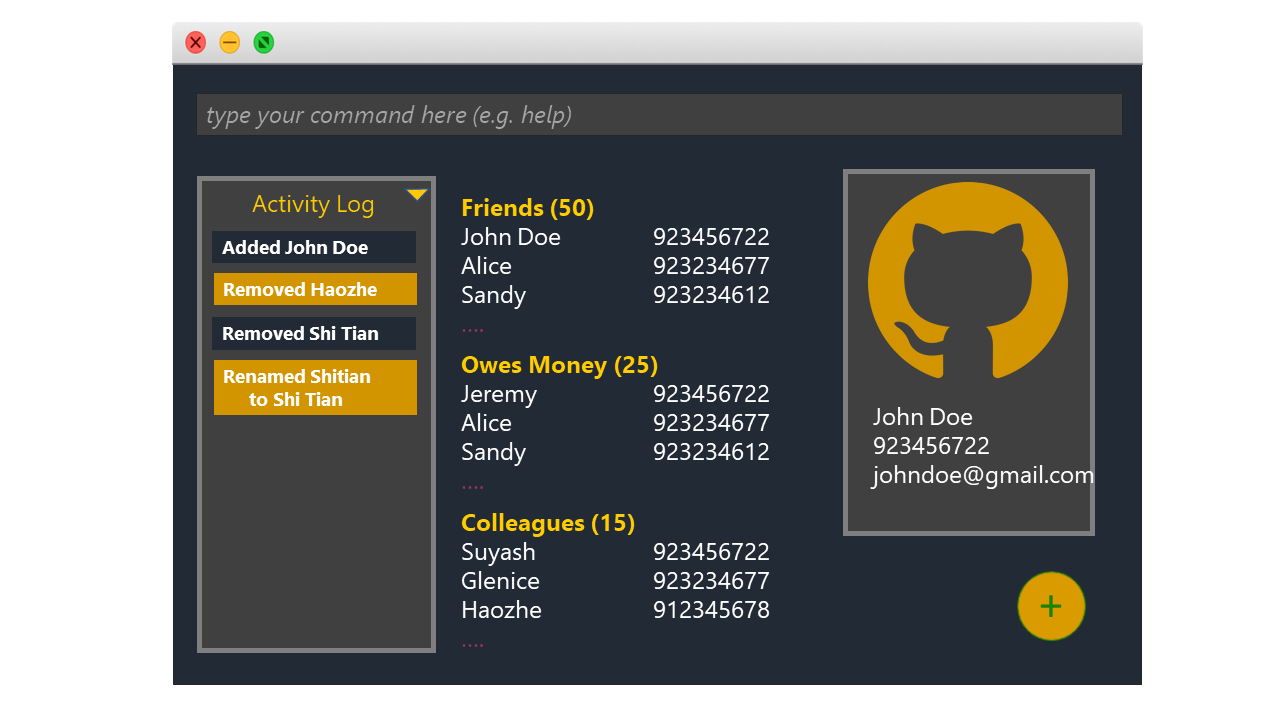 type your command here (e.g. help)
Activity Log
Added John Doe
Removed Haozhe
Removed Shi Tian
Renamed Shitian
to Shi Tian
Friends (50)
John Doe 923456722
Alice 923234677
Sandy 923234612
....
Owes Money (25)
Jeremy 923456722
Alice 923234677
Sandy 923234612
....
Colleagues (15)
Suyash 923456722
Glenice 923234677
Haozhe 912345678
....
John Doe
923456722
johndoe@gmail.com
+